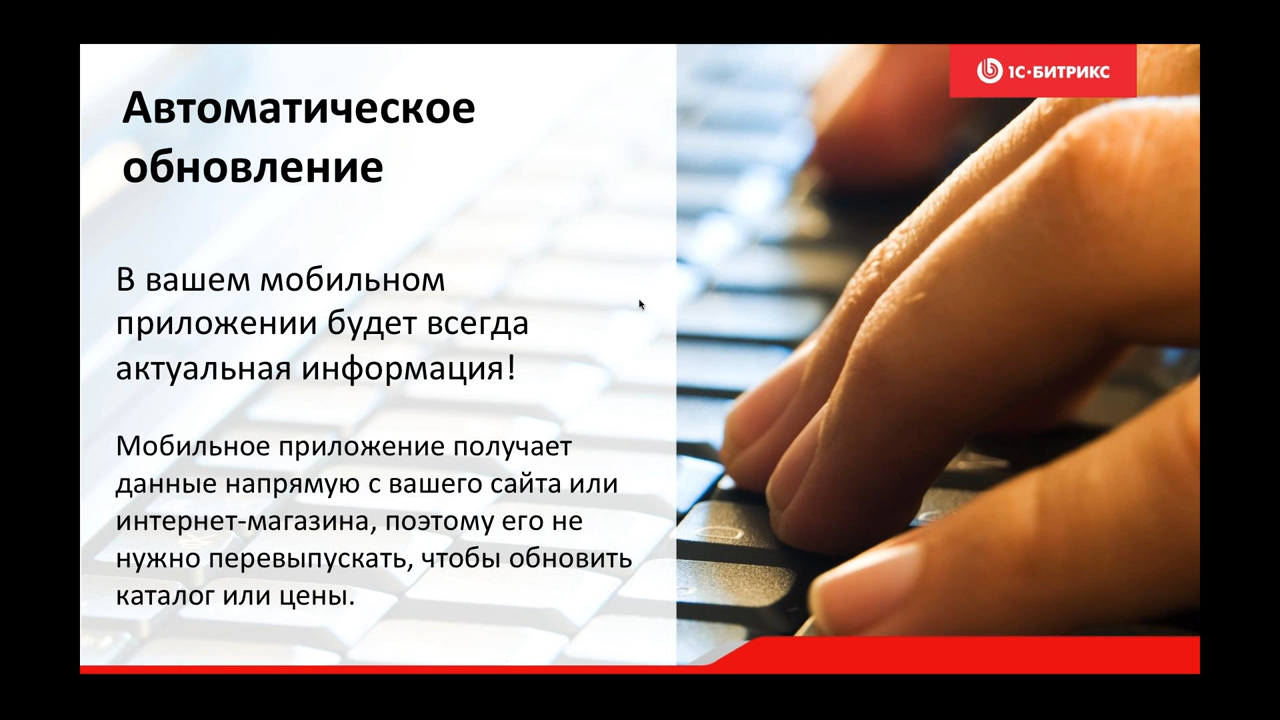 1С·БИТРИКС
Автоматическое
обновление
В вашем мобильном
приложении будет всегда
актуальная информация!
Мобильное приложение получает
данные напрямую с вашего сайта или
интернет-магазина, поэтому его не
нужно перевыпускать, чтобы обновить
каталог или цены.